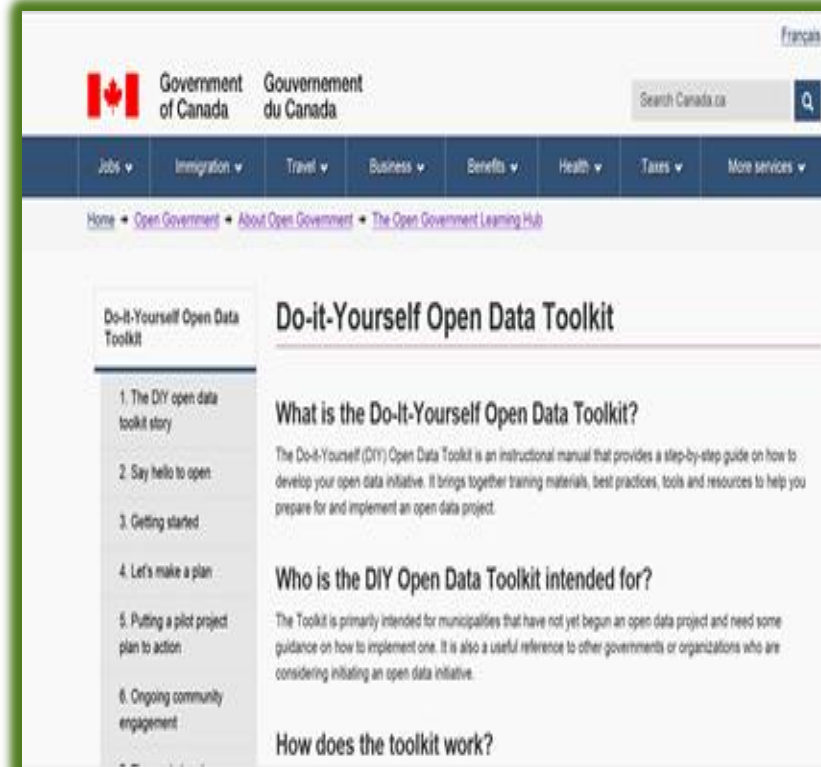 Français
Government of Canada
Gouvernement du Canada
Search Canada.ca
Jobs Immigration Travel Business Benefits Health Taxes More services
Home → Open Government → About Open Government → The Open Government Learning Hub
Do-it-Yourself Open Data
Toolkit
1. The DIY open data
toolkit story
2. Say hello to open
3. Getting started
4. Let's make a plan
5. Putting a pilot project
plan to action
6. Ongoing community
engagement
Do-it-Yourself Open Data Toolkit
What is the Do-It-Yourself Open Data Toolkit?
The Do-it-Yourself (DIY) Open Data Toolkit is an instructional manual that provides a step-by-step guide on how to
develop your open data initiative. It brings together training materials, best practices, tools and resources to help you
prepare for and implement an open data project.
Who is the DIY Open Data Toolkit intended for?
The Toolkit is primarily intended for municipalities that have not yet begun an open data project and need some
guidance on how to implement one. It is also a useful reference to other governments or organizations who are
considering initiating an open data initiative.
How does the toolkit work?